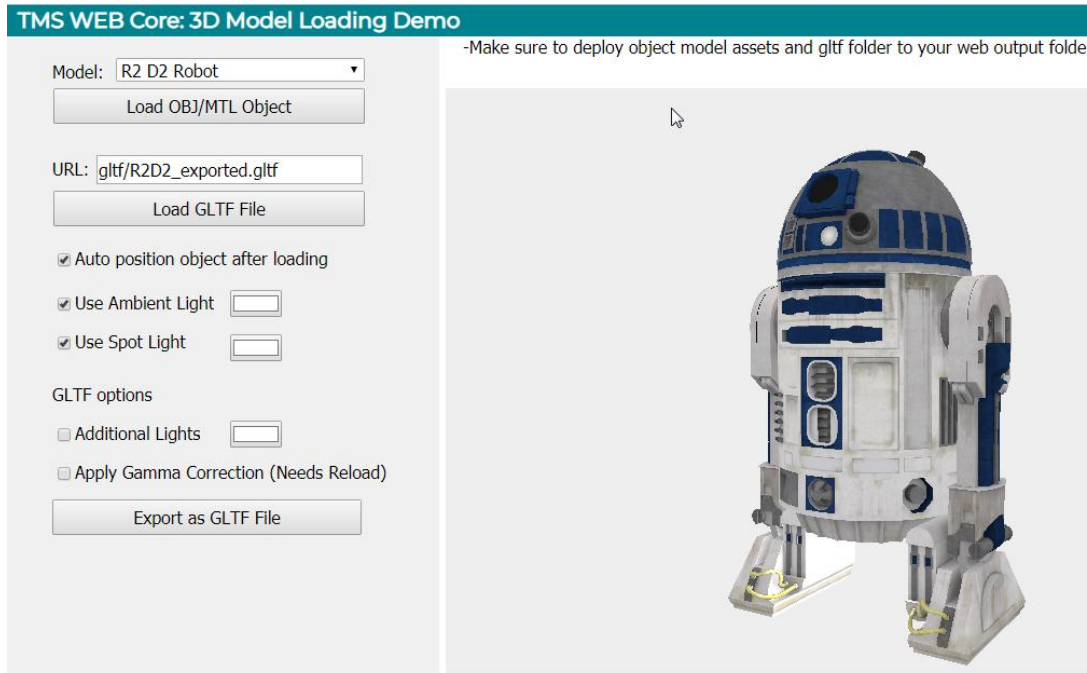 TMS WEB Core: 3D Model Loading Demo
-Make sure to deploy object model assets and gltf folder to your web output folde
Model: R2 D2 Robot
Load OBJ/MTL Object
URL: gltf/R2D2_exported.gltf
Load GLTF File
Auto position object after loading
Use Ambient Light
Use Spot Light
GLTF options
Additional Lights
Apply Gamma Correction (Needs Reload)
Export as GLTF File